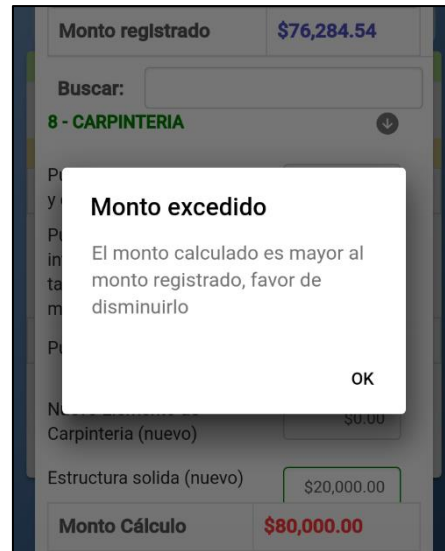 Monto registrado $76,284.54
Buscar:
8 - CARPINTERIA
Monto excedido
El monto calculado es mayor al
monto registrado, favor de
disminuirlo
OK
Carpinteria (nuevo) $0.00
Estructura solida (nuevo) $20,000.00
Monto Cálculo $80,000.00